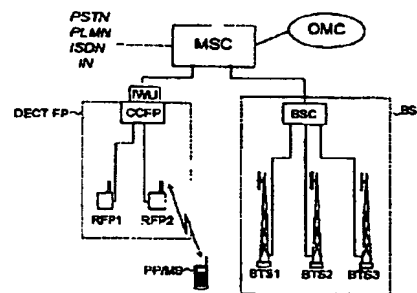 PSTN
PLMN
ISDN
IN
MSC
OMC
IWU
DECT FP
CCFP
BSC
BS
RFP1
RFP2
PP/MS
BTS1
BTS2
BTS3